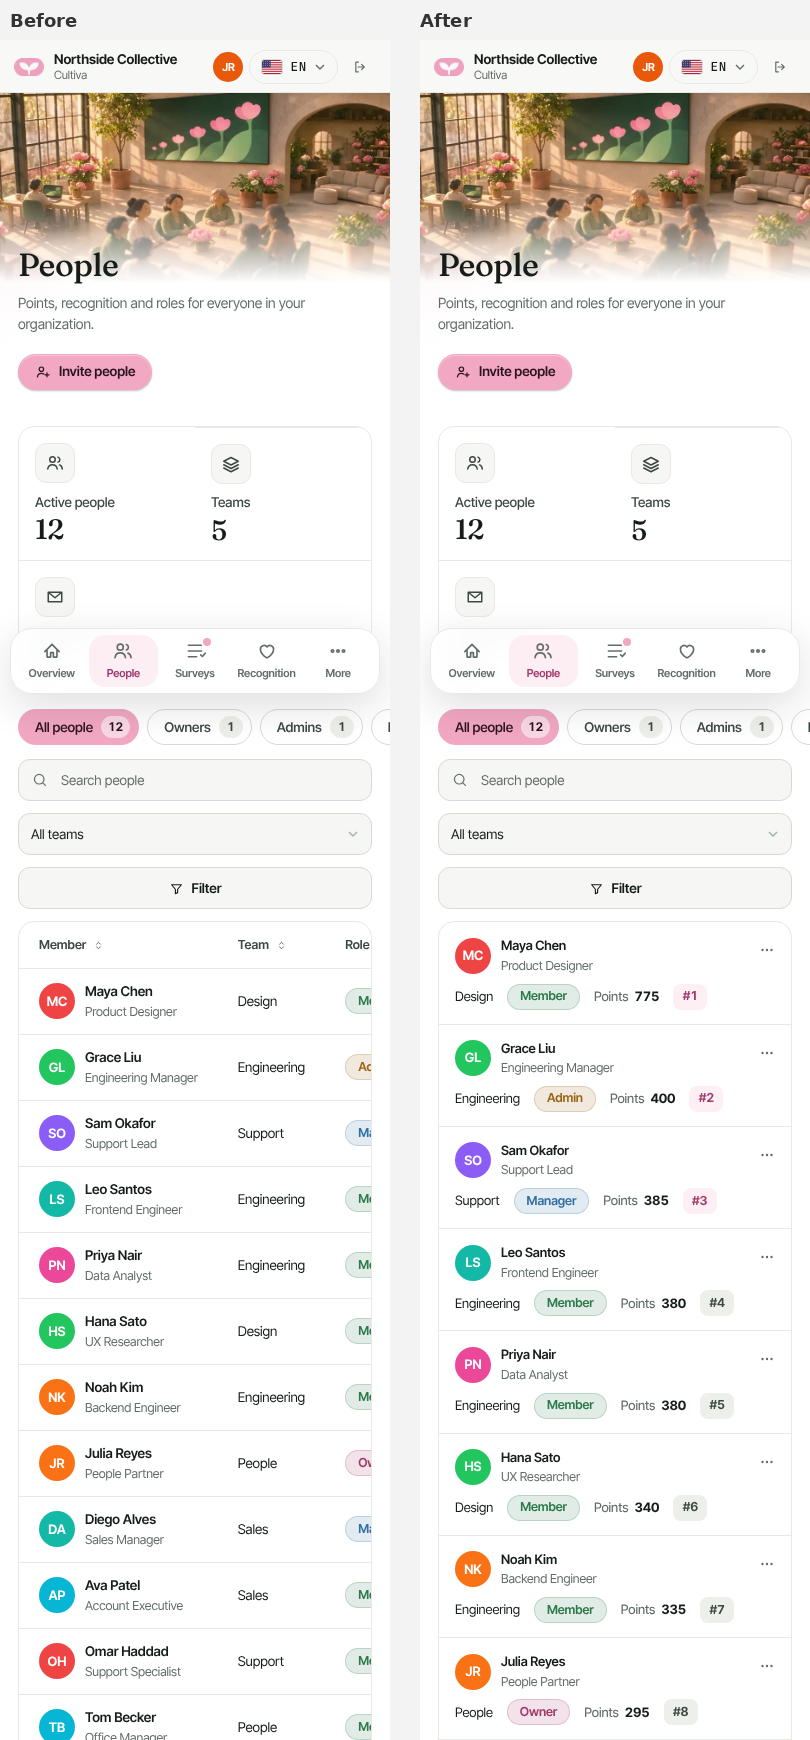 Before
Northside Collective
Cultiva
JR
EN
People
Points, recognition and roles for everyone in your
organization.
Invite people
Active people
12
Teams
5
Overview
People
Surveys
Recognition
More
All people 12
Owners 1
Admins 1
Search people
All teams
Filter
Member
Team
Role
MC
Maya Chen
Product Designer
Design
GL
Grace Liu
Engineering Manager
Engineering
SO
Sam Okafor
Support Lead
Support
LS
Leo Santos
Frontend Engineer
Engineering
PN
Priya Nair
Data Analyst
Engineering
HS
Hana Sato
UX Researcher
Design
NK
Noah Kim
Backend Engineer
Engineering
JR
Julia Reyes
People Partner
People
DA
Diego Alves
Sales Manager
Sales
AP
Ava Patel
Account Executive
Sales
OH
Omar Haddad
Support Specialist
Support
TB
Tom Becker
Office Manager
People
After
Northside Collective
Cultiva
JR
EN
People
Points, recognition and roles for everyone in your
organization.
Invite people
Active people
12
Teams
5
Overview
People
Surveys
Recognition
More
All people 12
Owners 1
Admins 1
Search people
All teams
Filter
MC
Maya Chen
Product Designer
Design Member Points 775 #1
GL
Grace Liu
Engineering Manager
Engineering Admin Points 400 #2
SO
Sam Okafor
Support Lead
Support Manager Points 385 #3
LS
Leo Santos
Frontend Engineer
Engineering Member Points 380 #4
PN
Priya Nair
Data Analyst
Engineering Member Points 380 #5
HS
Hana Sato
UX Researcher
Design Member Points 340 #6
NK
Noah Kim
Backend Engineer
Engineering Member Points 335 #7
JR
Julia Reyes
People Partner
People Owner Points 295 #8